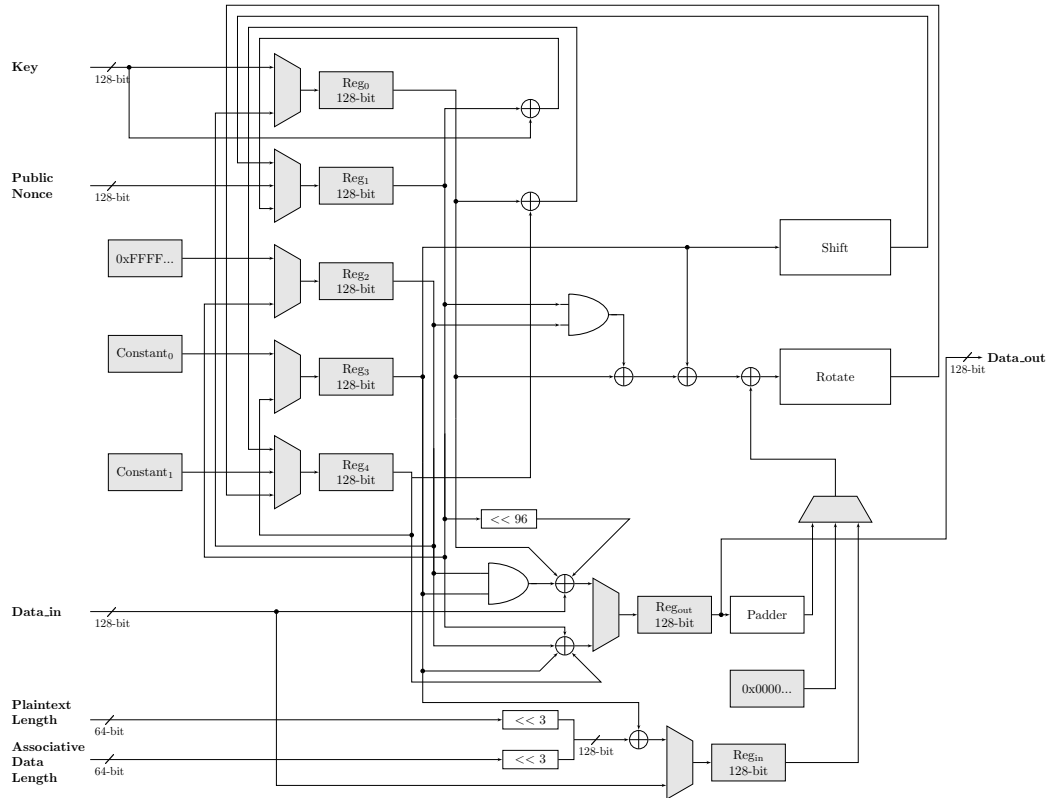 Key
128-bit
Reg0
128-bit
Public
Nonce
128-bit
Reg1
128-bit
0xFFFF...
Reg2
128-bit
Shift
Constant0
Reg3
128-bit
Rotate
Data_out
128-bit
Constant1
Reg4
128-bit
<< 96
Data_in
128-bit
Regout
128-bit
Padder
0x0000...
Plaintext
Length
64-bit
<< 3
Associative
Data
Length
64-bit
<< 3
128-bit
Regin
128-bit